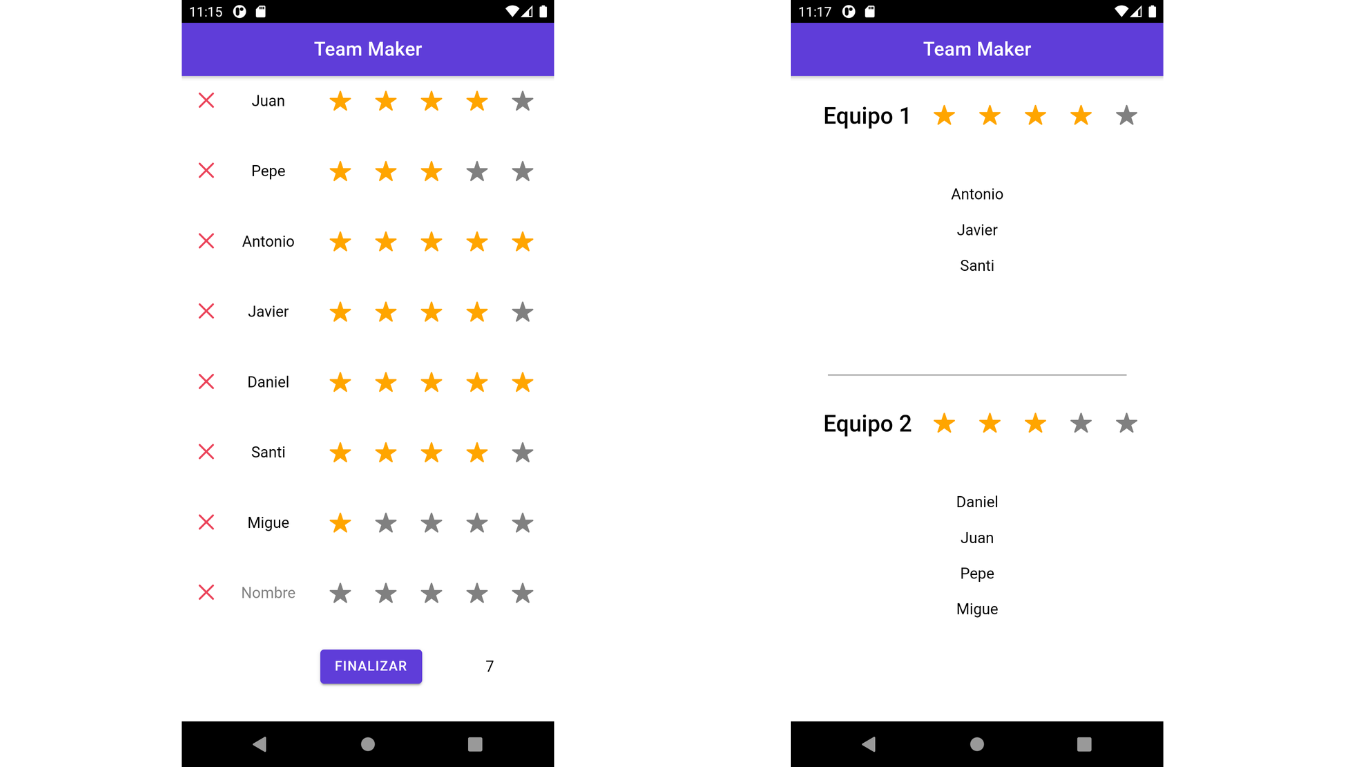 11:15
Team Maker
Juan
Pepe
Antonio
Javier
Daniel
Santi
Migue
Nombre
FINALIZAR 7
11:17
Team Maker
Equipo 1
Antonio
Javier
Santi
Equipo 2
Daniel
Juan
Pepe
Migue